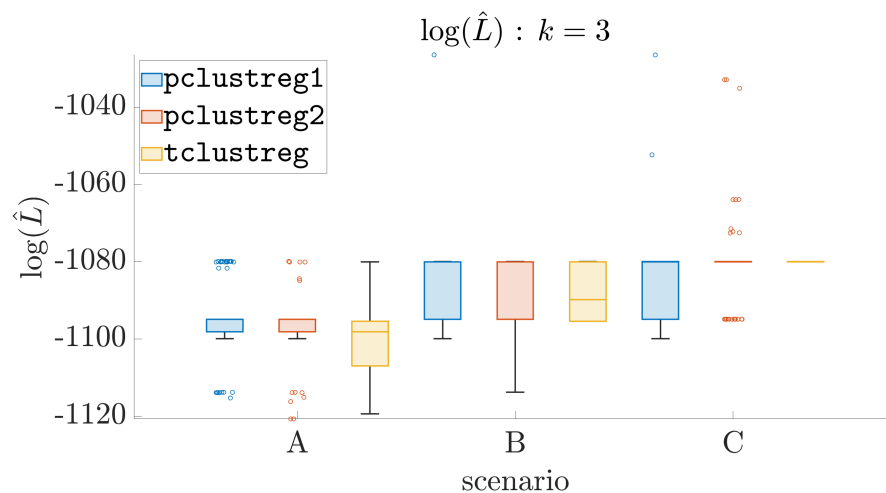 log(L̂) : k = 3
pclustreg1
pclustreg2
tclustreg
log(L̂)
-1040
-1060
-1080
-1100
-1120
A B C
scenario